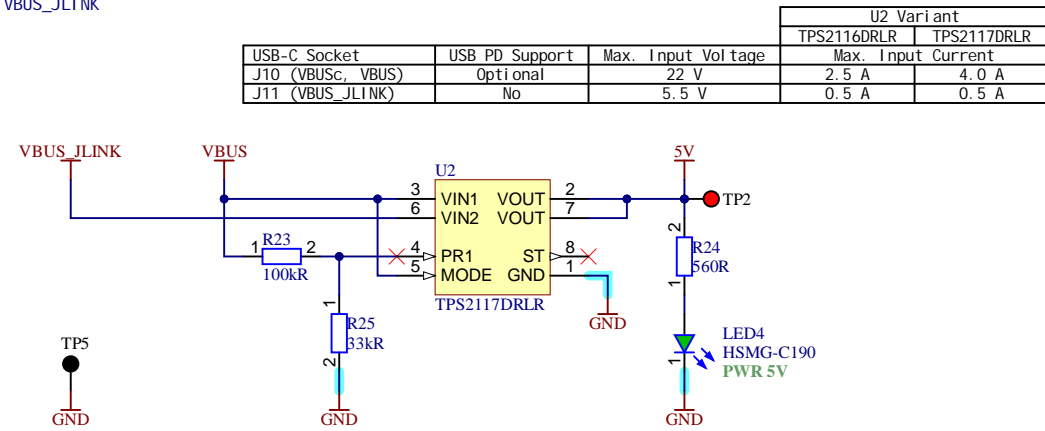 VBUS_JLINK
U2 Variant
TPS2116DRLR TPS2117DRLR
USB-C Socket USB PD Support Max. Input Voltage Max. Input Current
J10 (VBUSc, VBUS) Optional 22 V 2.5 A 4.0 A
J11 (VBUS_JLINK) No 5.5 V 0.5 A 0.5 A
VBUS_JLINK VBUS 5V
U2
3 VIN1 VOUT 2 TP2
6 VIN2 VOUT 7
R23 2 R24
1 2 4 PR1 ST 8
100kR 5 MODE GND 1 560R
TPS2117DRLR 1
1 R25 GND
33kR LED4
TP5 2 HSMG-C190
1 PWR 5V
GND GND GND